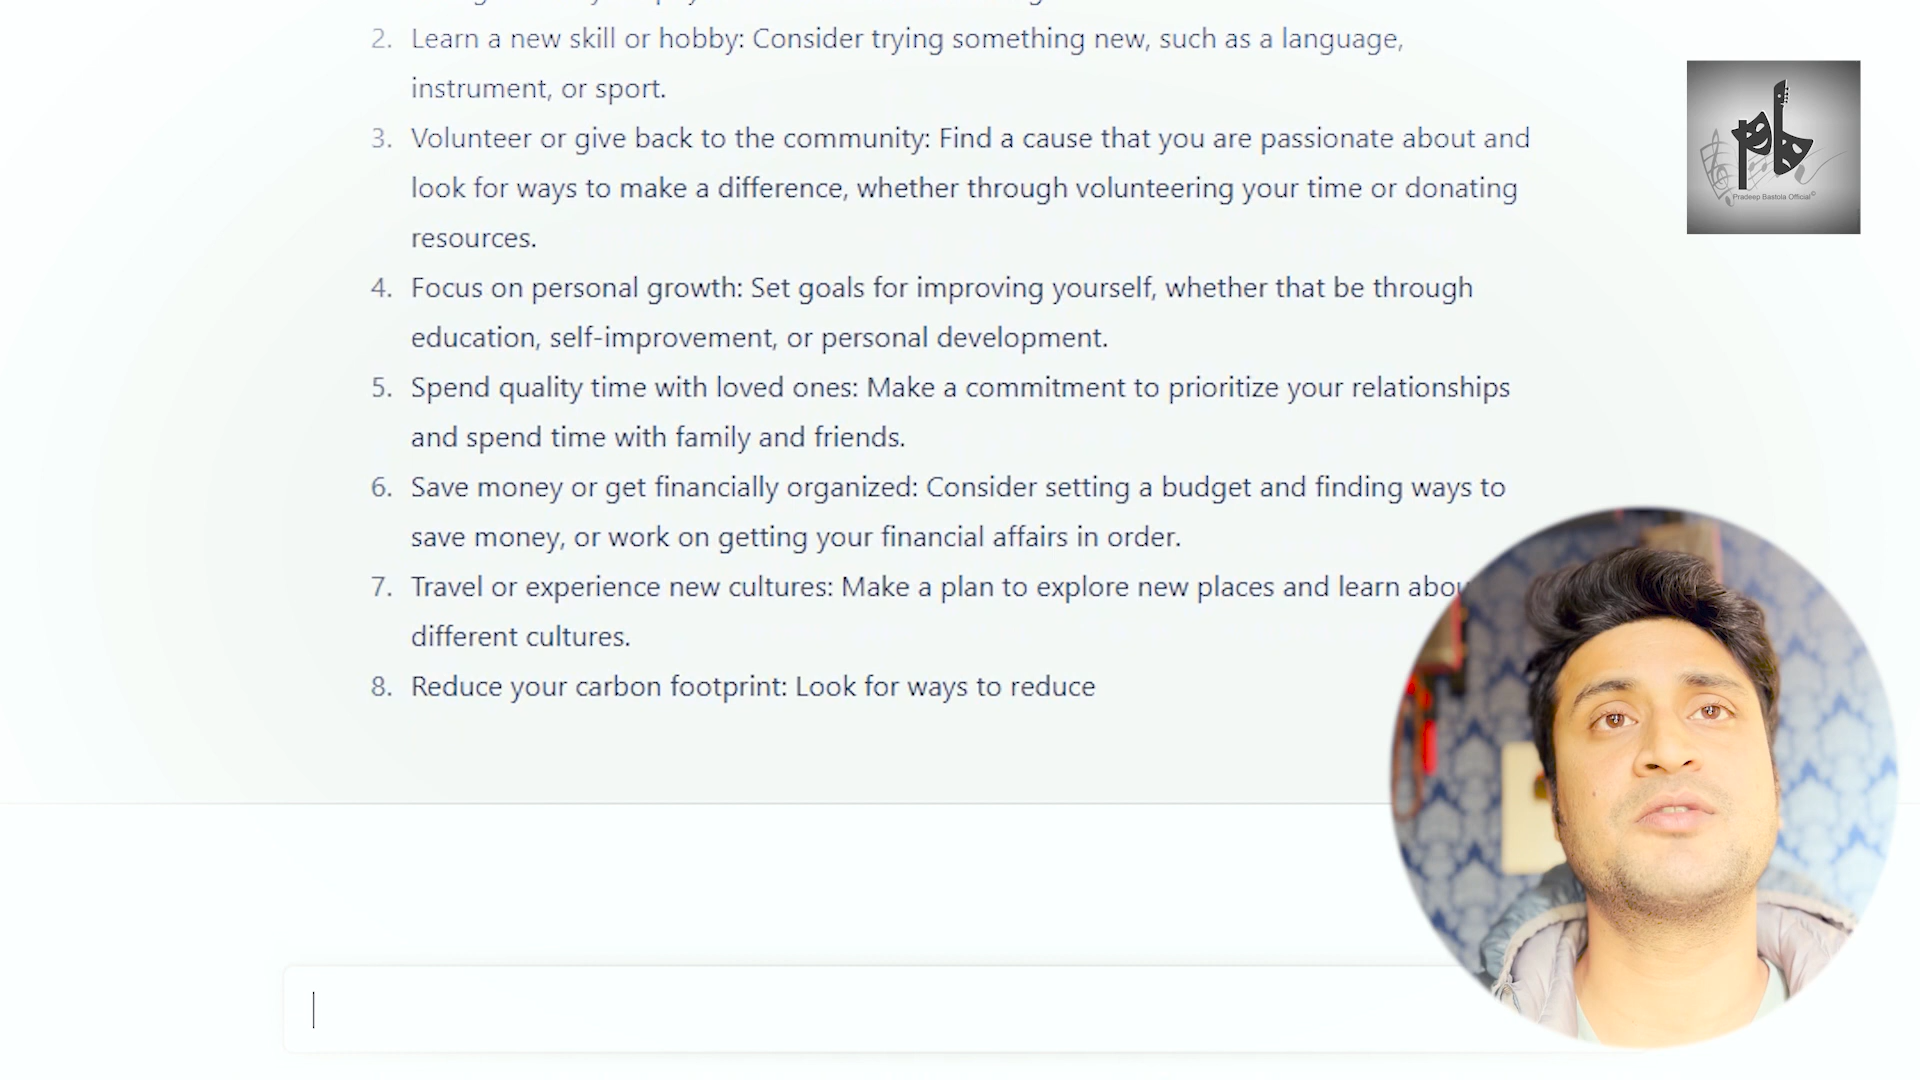 2. Learn a new skill or hobby: Consider trying something new, such as a language,
instrument, or sport.
3. Volunteer or give back to the community: Find a cause that you are passionate about and
look for ways to make a difference, whether through volunteering your time or donating
resources.
4. Focus on personal growth: Set goals for improving yourself, whether that be through
education, self-improvement, or personal development.
5. Spend quality time with loved ones: Make a commitment to prioritize your relationships
and spend time with family and friends.
6. Save money or get financially organized: Consider setting a budget and finding ways to
save money, or work on getting your financial affairs in order.
7. Travel or experience new cultures: Make a plan to explore new places and learn abou
different cultures.
8. Reduce your carbon footprint: Look for ways to reduce
pb
Pradeep Bastola Official©